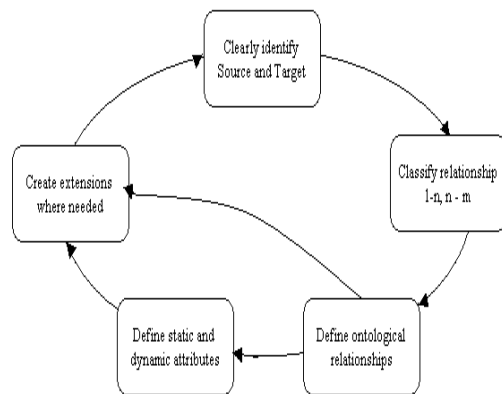 Clearly identify
Source and Target
Classify relationship
1-n, n - m
Define ontological
relationships
Define static and
dynamic attributes
Create extensions
where needed